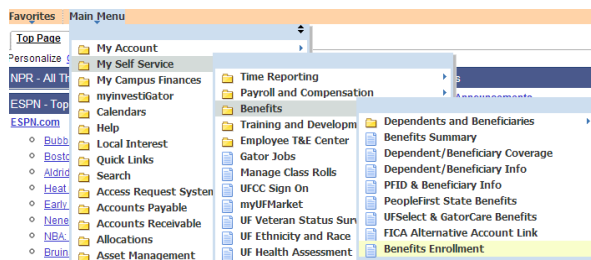 Favorites Main Menu
Top Page
Personalize
NPR - All Th
ESPN - Top
ESPN.com
Bubb
Bosto
Aldrid
Heat
Early
Nene
NBA:
Bruin
My Account
My Self Service
My Campus Finances
myinvestiGator
Calendars
Help
Local Interest
Quick Links
Search
Access Request System
Accounts Payable
Accounts Receivable
Allocations
Asset Management
Time Reporting
Payroll and Compensation
Benefits
Training and Developm
Employee T&E Center
Gator Jobs
Manage Class Rolls
UFCC Sign On
myUFMarket
UF Veteran Status Sur
UF Ethnicity and Race
UF Health Assessment
Dependents and Beneficiaries
Benefits Summary
Dependent/Beneficiary Coverage
Dependent/Beneficiary Info
PFID & Beneficiary Info
PeopleFirst State Benefits
UFSelect & GatorCare Benefits
FICA Alternative Account Link
Benefits Enrollment